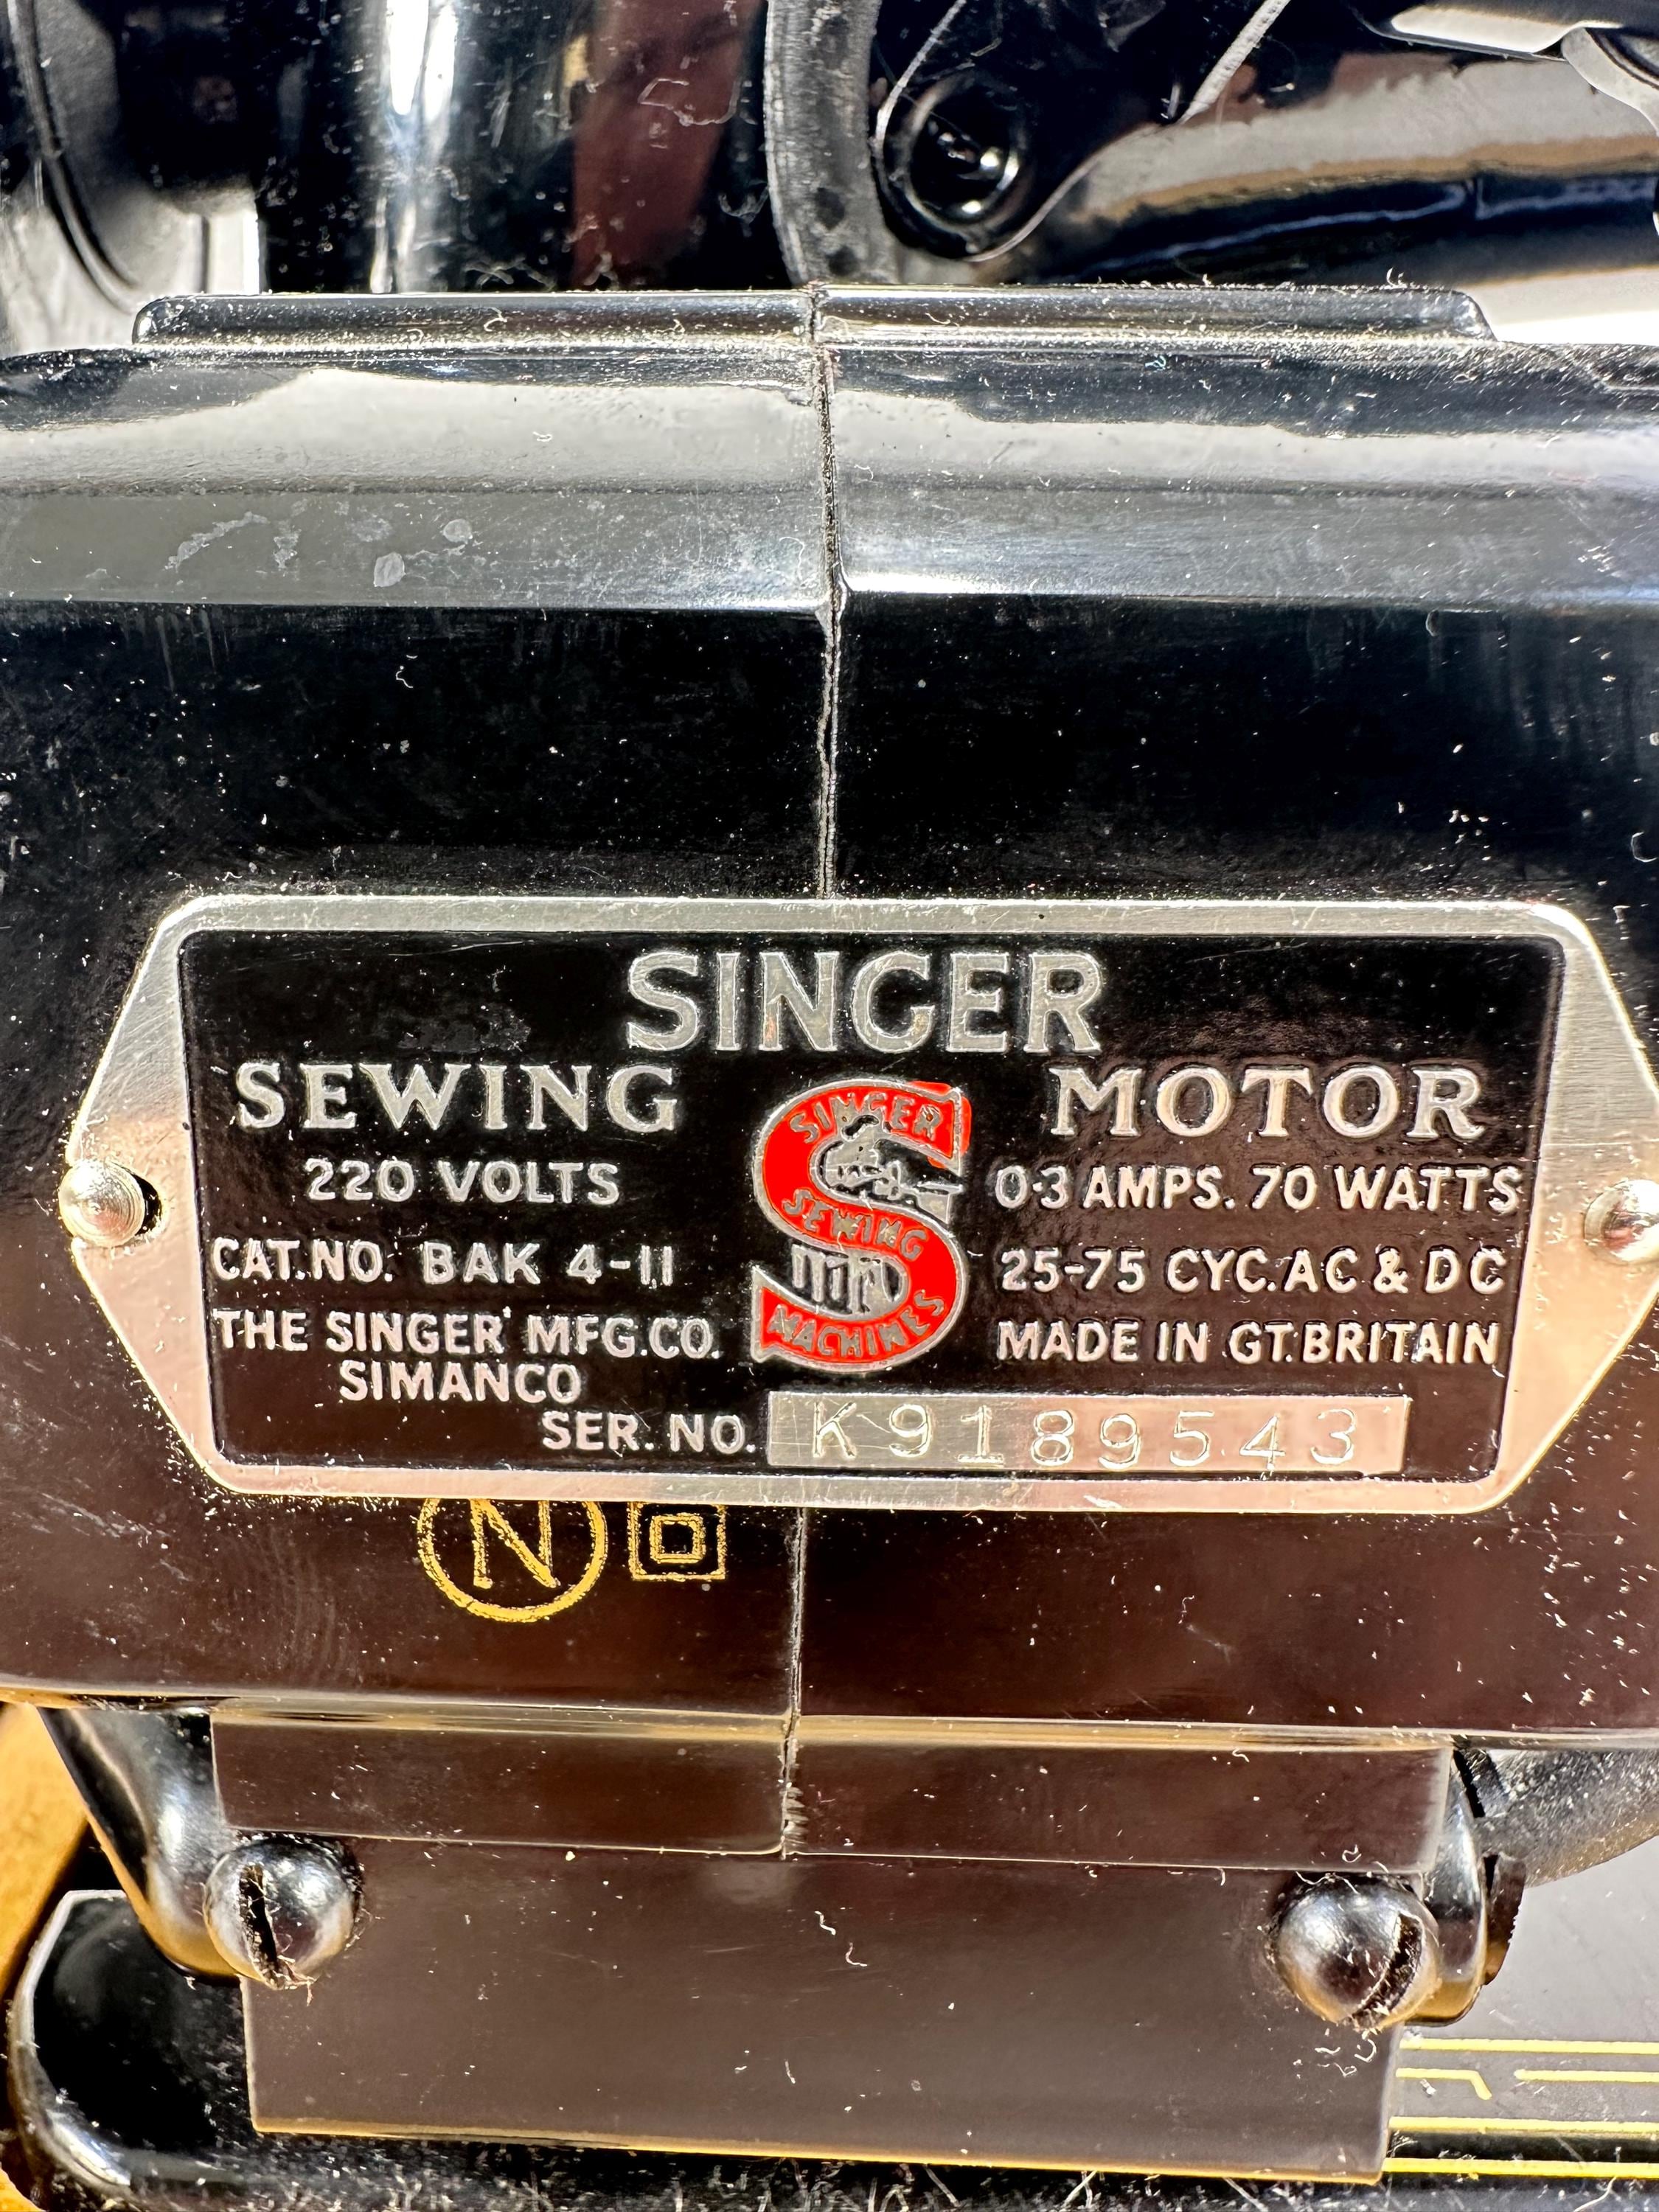 SINGER
SEWING MOTOR
SINGER
SEWING
MACHINES
220 VOLTS
0·3 AMPS. 70 WATTS
CAT.NO. BAK 4-11
25-75 CYC. AC & DC
THE SINGER MFG.CO.
MADE IN GT.BRITAIN
SIMANCO
SER. NO. K9189543
N